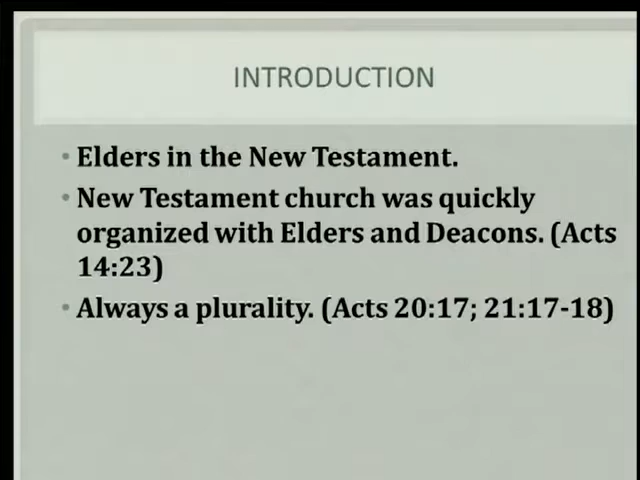 INTRODUCTION
• Elders in the New Testament.
• New Testament church was quickly
organized with Elders and Deacons. (Acts
14:23)
• Always a plurality. (Acts 20:17; 21:17-18)